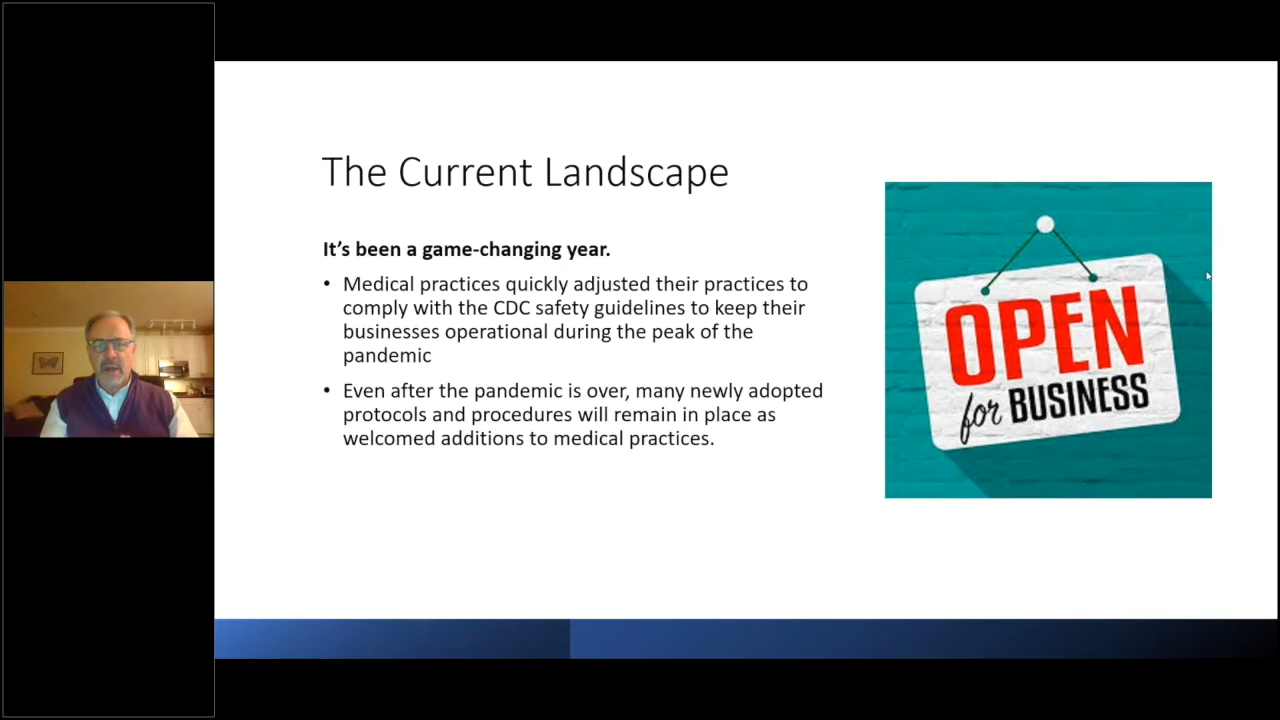 The Current Landscape
It's been a game-changing year.
• Medical practices quickly adjusted their practices to
comply with the CDC safety guidelines to keep their
businesses operational during the peak of the
pandemic
• Even after the pandemic is over, many newly adopted
protocols and procedures will remain in place as
welcomed additions to medical practices.
OPEN
for BUSINESS